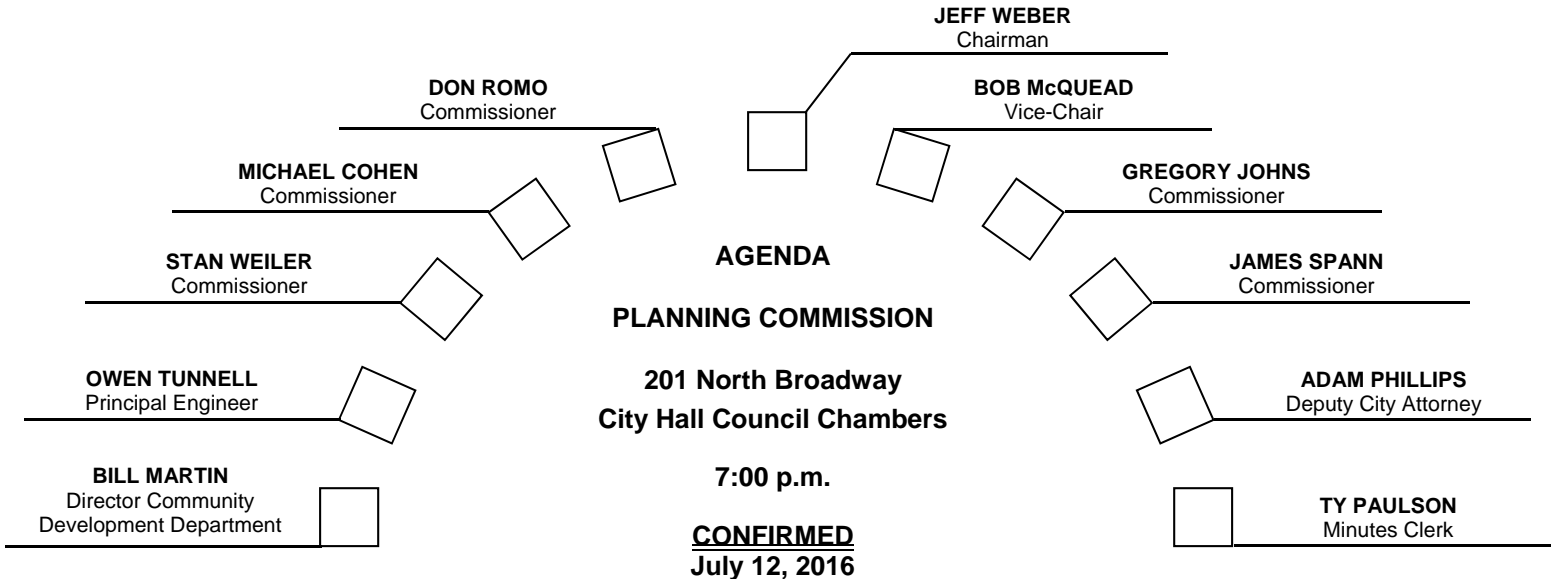 JEFF WEBER
Chairman
DON ROMO
Commissioner
BOB McQUEAD
Vice-Chair
MICHAEL COHEN
Commissioner
GREGORY JOHNS
Commissioner
STAN WEILER
Commissioner
JAMES SPANN
Commissioner
OWEN TUNNELL
Principal Engineer
ADAM PHILLIPS
Deputy City Attorney
BILL MARTIN
Director Community
Development Department
TY PAULSON
Minutes Clerk
AGENDA
PLANNING COMMISSION
201 North Broadway
City Hall Council Chambers
7:00 p.m.
CONFIRMED
July 12, 2016